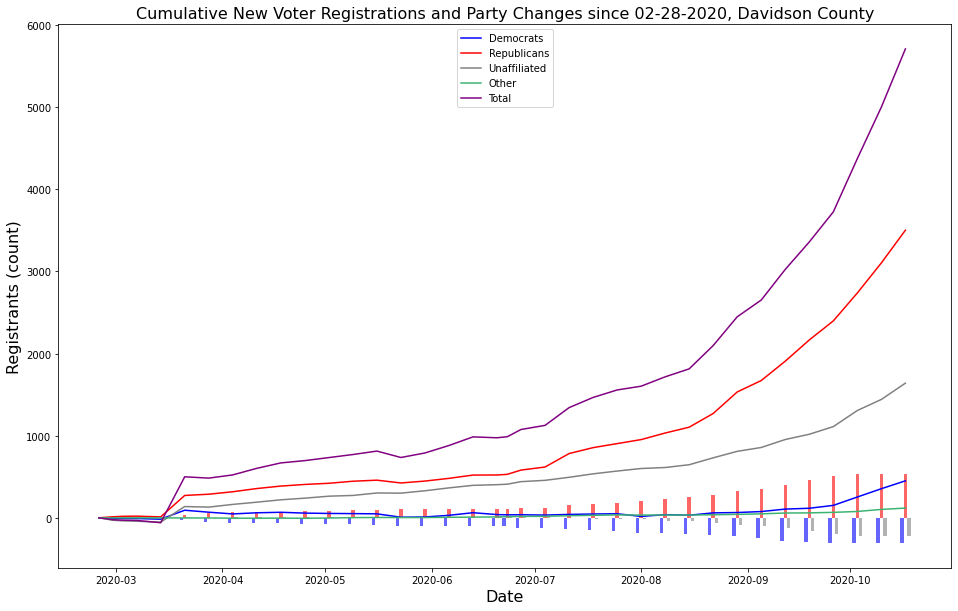 Cumulative New Voter Registrations and Party Changes since 02-28-2020, Davidson County
Democrats
Republicans
Unaffiliated
Other
Total
Registrants (count)
6000
5000
4000
3000
2000
1000
0
2020-03
2020-04
2020-05
2020-06
2020-07
2020-08
2020-09
2020-10
Date